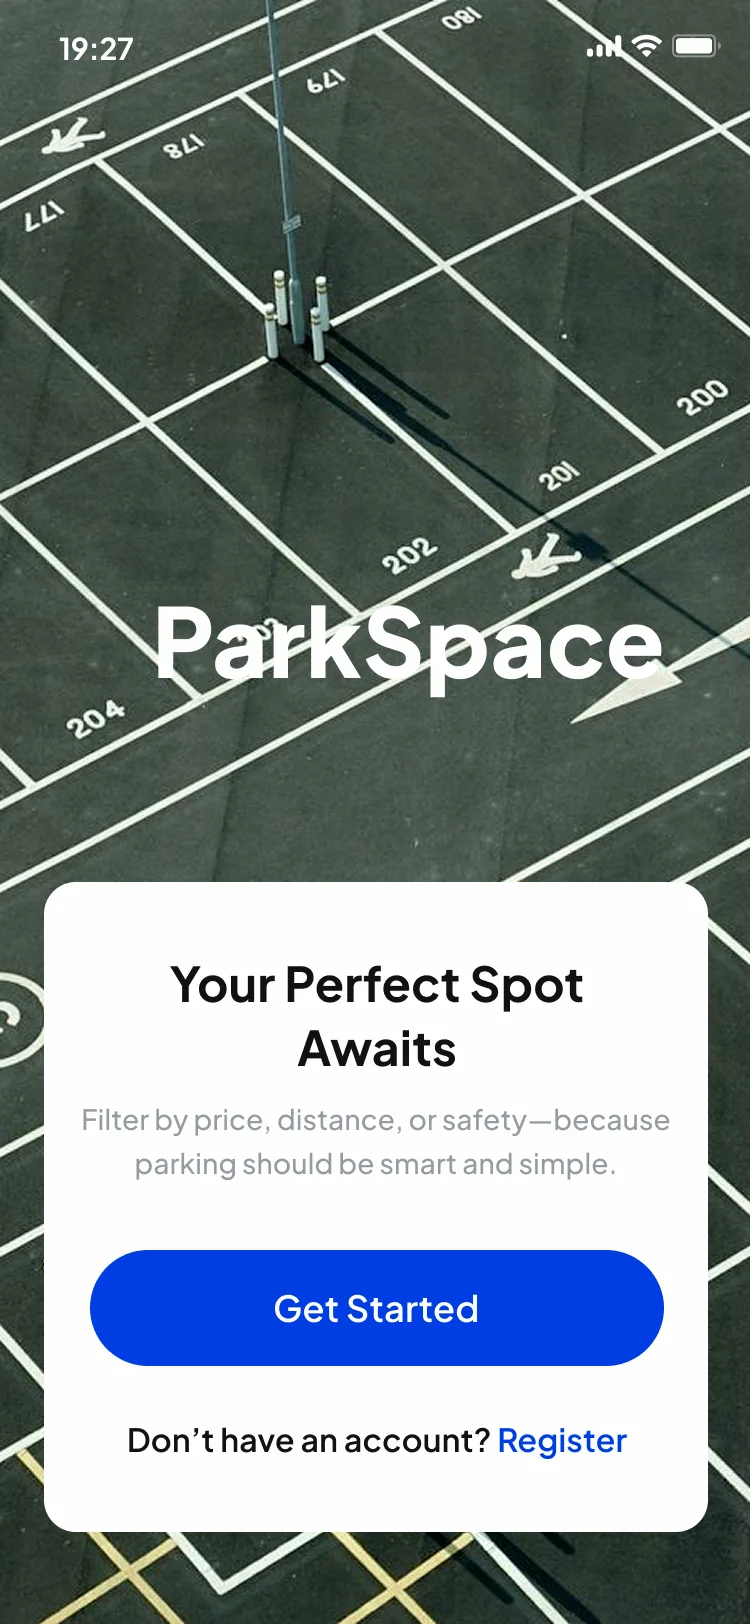 19:27
180
179
178
177
200
201
202
ParkSpace
204
Your Perfect Spot
Awaits
Filter by price, distance, or safety—because
parking should be smart and simple.
Get Started
Don’t have an account? Register